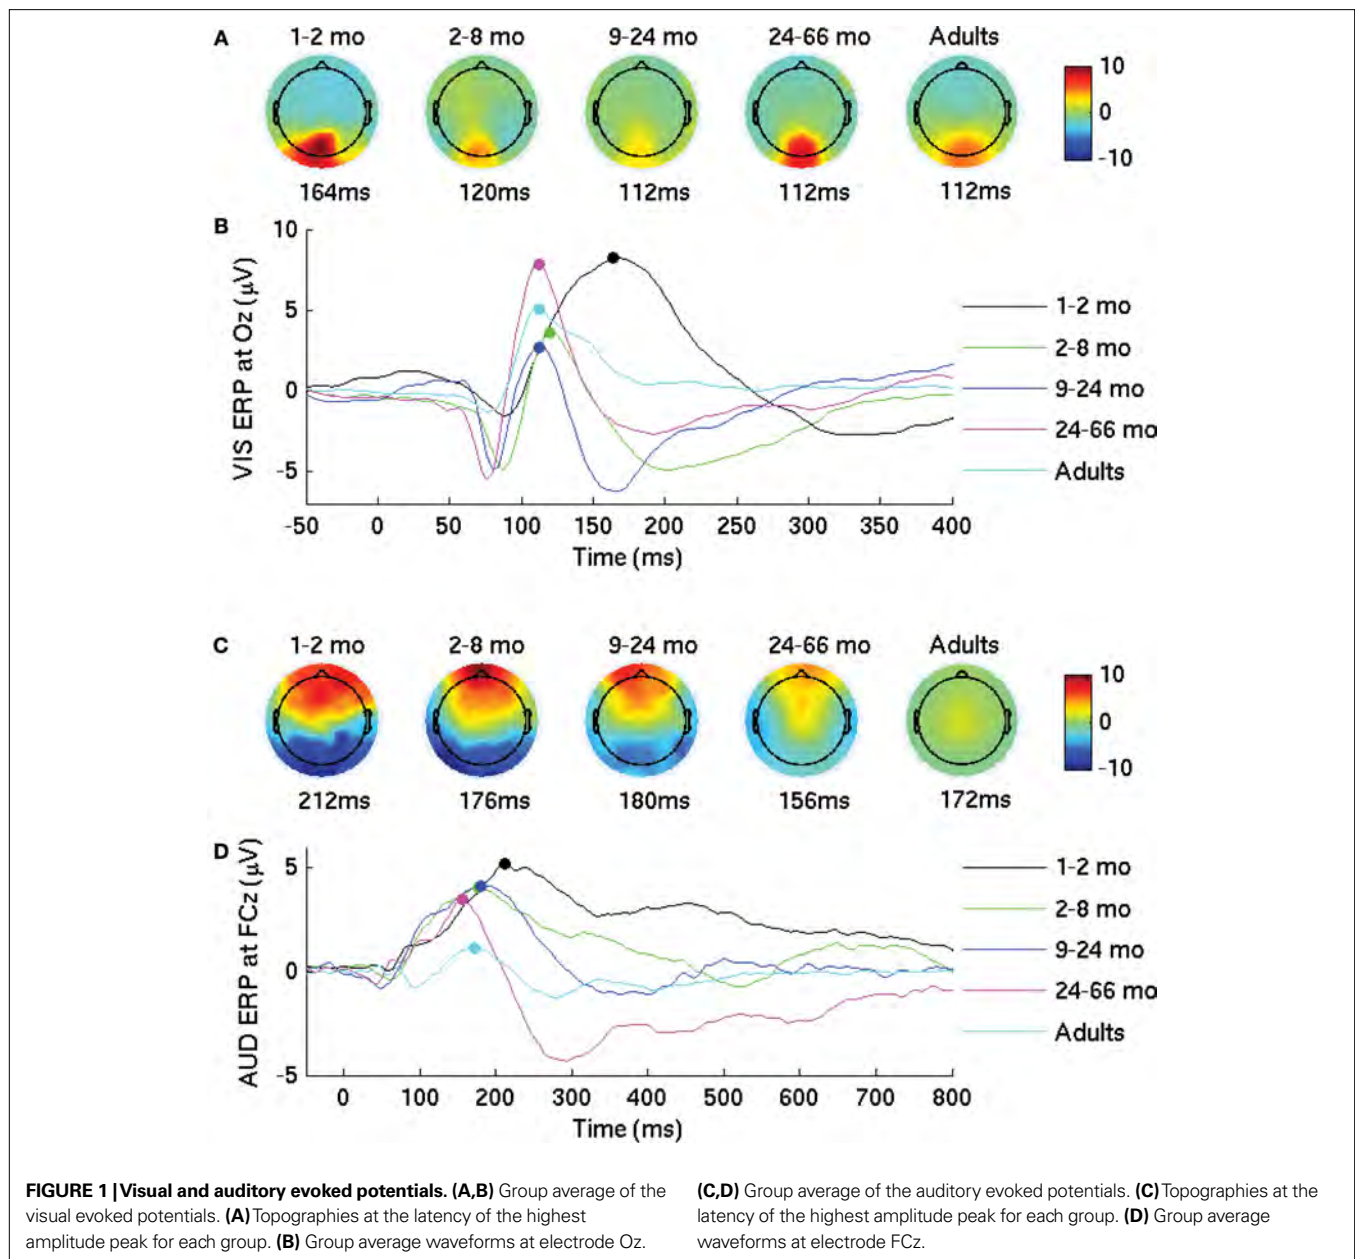 A
1-2 mo 2-8 mo 9-24 mo 24-66 mo Adults
10
0
-10
164ms 120ms 112ms 112ms 112ms
B
VIS ERP at Oz (µV)
10
5
0
-5
-50 0 50 100 150 200 250 300 350 400
Time (ms)
1-2 mo
2-8 mo
9-24 mo
24-66 mo
Adults
C
1-2 mo 2-8 mo 9-24 mo 24-66 mo Adults
10
0
-10
212ms 176ms 180ms 156ms 172ms
D
AUD ERP at FCz (µV)
5
0
-5
0 100 200 300 400 500 600 700 800
Time (ms)
1-2 mo
2-8 mo
9-24 mo
24-66 mo
Adults
FIGURE 1 | Visual and auditory evoked potentials. (A,B) Group average of the
visual evoked potentials. (A) Topographies at the latency of the highest
amplitude peak for each group. (B) Group average waveforms at electrode Oz.
(C,D) Group average of the auditory evoked potentials. (C) Topographies at the
latency of the highest amplitude peak for each group. (D) Group average
waveforms at electrode FCz.